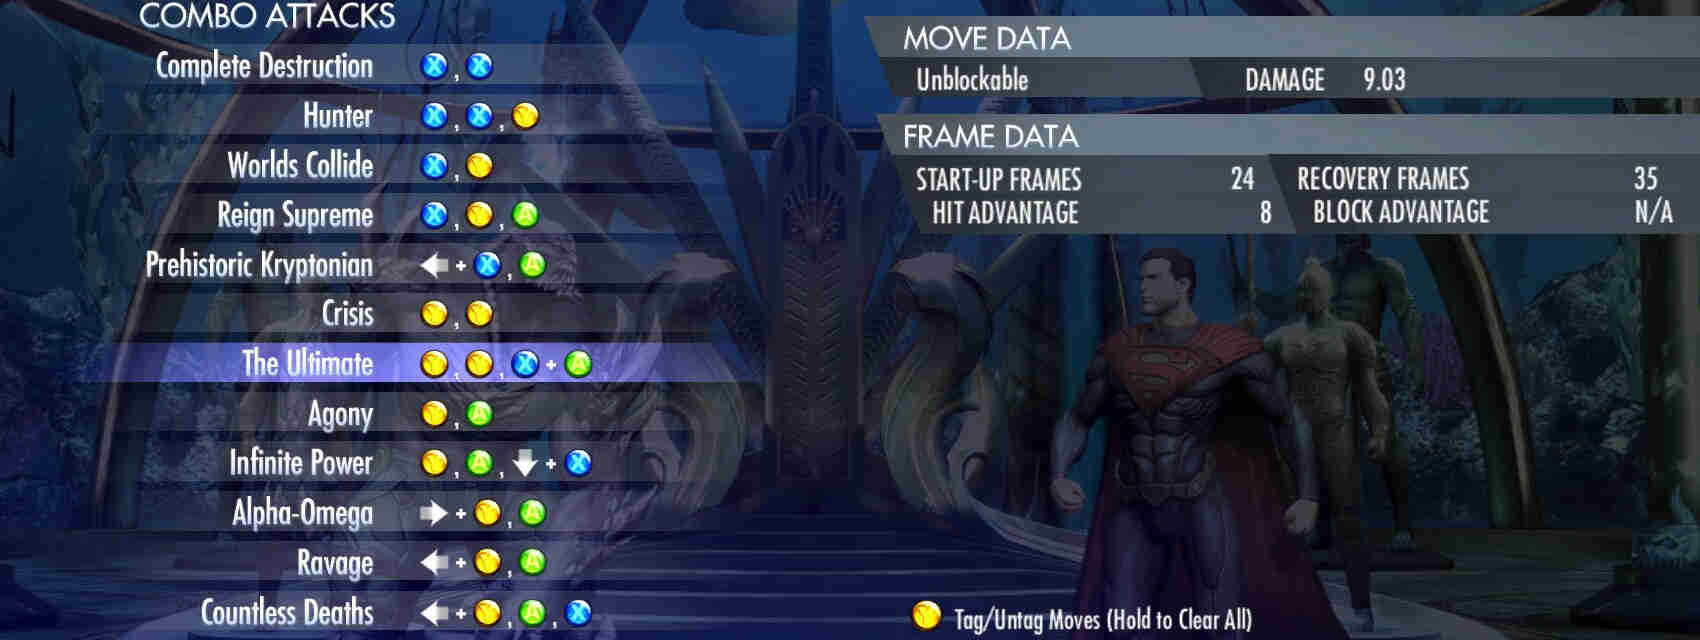 COMBO ATTACKS
Complete Destruction X , X
Hunter X , X , Y
Worlds Collide X , Y
Reign Supreme X , Y , A
Prehistoric Kryptonian + X , A
Crisis Y , Y
The Ultimate Y , Y , X + A
Agony Y , A
Infinite Power Y , A , + X
Alpha-Omega + Y , A
Ravage + Y , A
Countless Deaths + Y , A , X
MOVE DATA
Unblockable DAMAGE 9.03
FRAME DATA
START-UP FRAMES 24 RECOVERY FRAMES 35
HIT ADVANTAGE 8 BLOCK ADVANTAGE N/A
Y Tag/Untag Moves (Hold to Clear All)